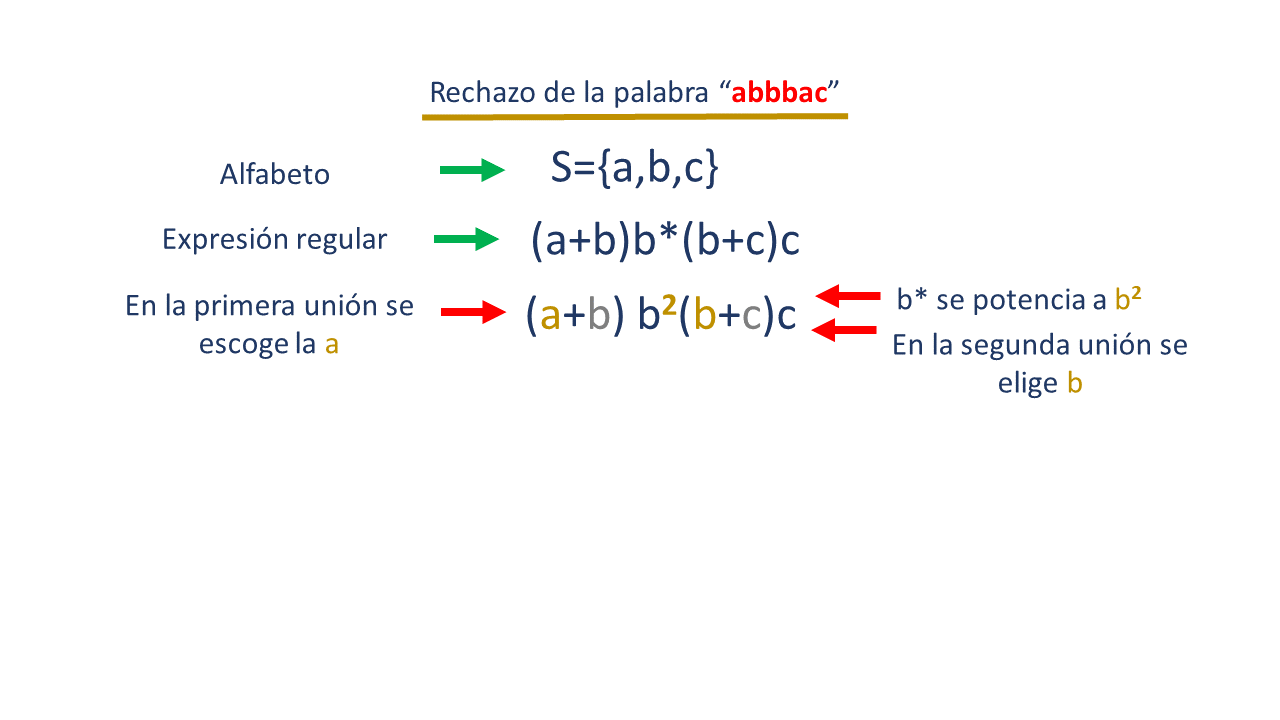 Rechazo de la palabra “abbbac”
Alfabeto
S={a,b,c}
Expresión regular
(a+b)b*(b+c)c
En la primera unión se
escoge la a
(a+b) b²(b+c)c
b* se potencia a b²
En la segunda unión se
elige b